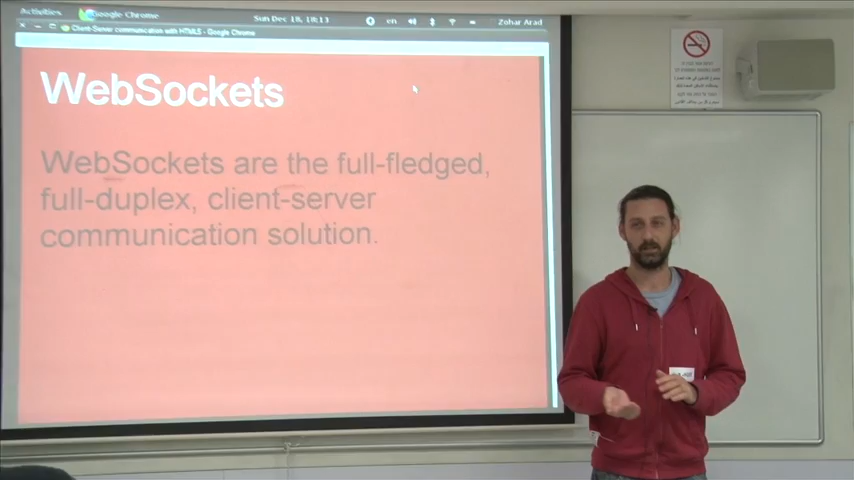 Activities
Google Chrome
Sun Dec 18, 18:13
en
Zohar Arad
Client-Server communication with HTML5 - Google Chrome
WebSockets
WebSockets are the full-fledged,
full-duplex, client-server
communication solution.